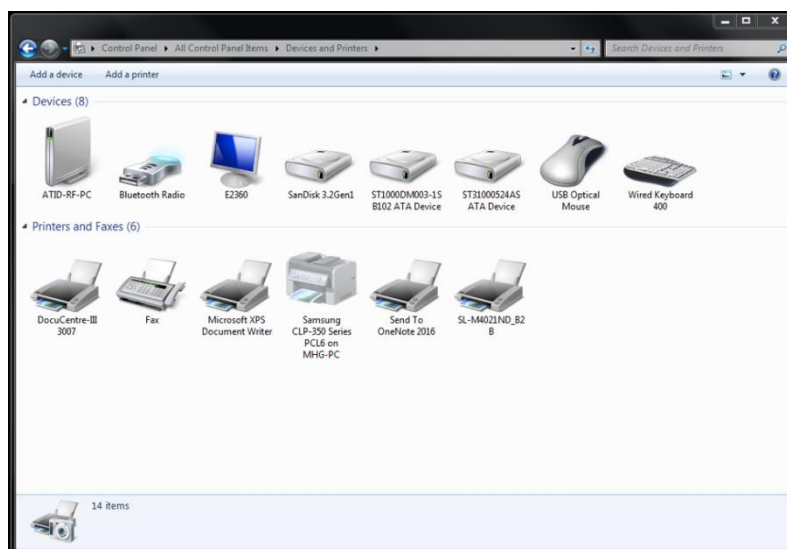 Control Panel ▸ All Control Panel Items ▸ Devices and Printers ▸
Search Devices and Printers
Add a device
Add a printer
Devices (8)
ATID-RF-PC
Bluetooth Radio
E2360
SanDisk 3.2Gen1
ST1000DM003-1S
B102 ATA Device
ST31000524AS
ATA Device
USB Optical
Mouse
Wired Keyboard
400
Printers and Faxes (6)
DocuCentre-III
3007
Fax
Microsoft XPS
Document Writer
Samsung
CLP-350 Series
PCL6 on
MHG-PC
Send To
OneNote 2016
SL-M4021ND_B2
B
14 items